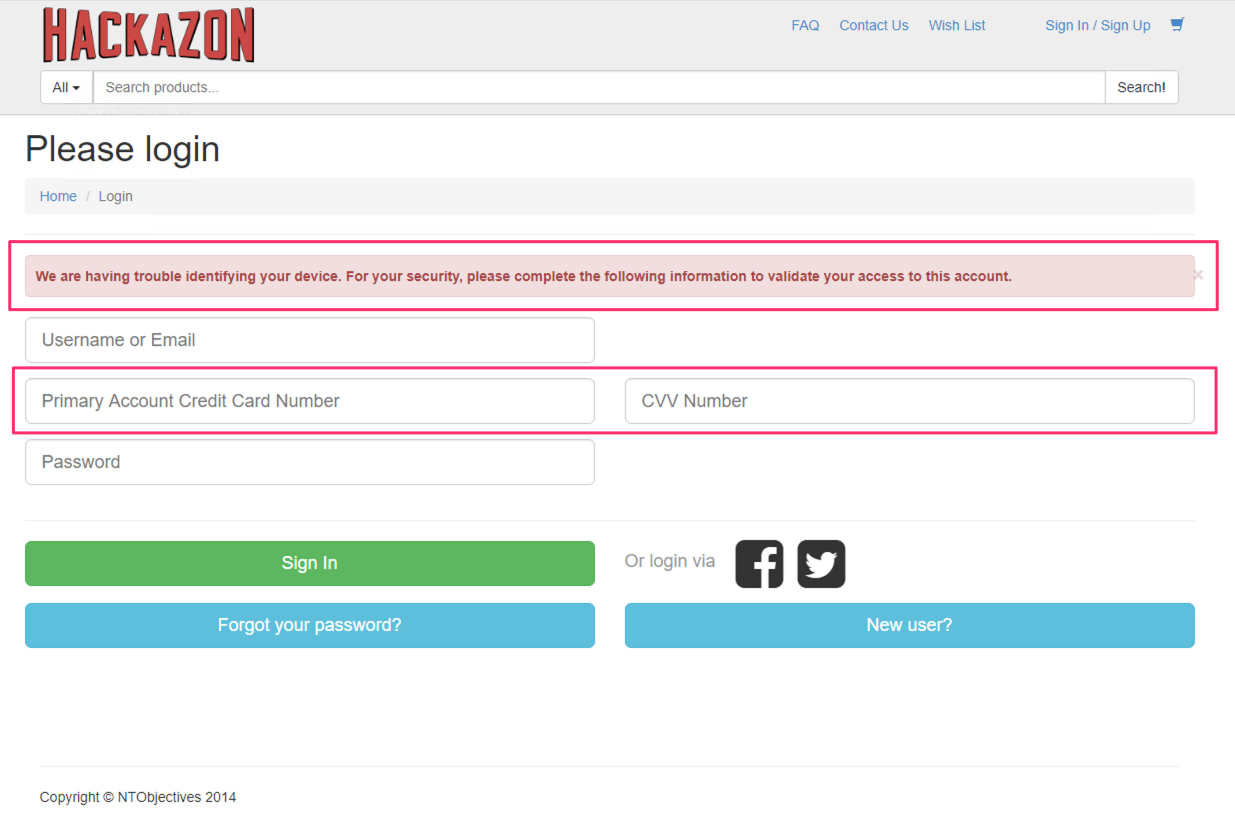 HACKAZON
FAQ Contact Us Wish List Sign In / Sign Up
All Search products... Search!
Please login
Home / Login
We are having trouble identifying your device. For your security, please complete the following information to validate your access to this account. ×
Username or Email
Primary Account Credit Card Number CVV Number
Password
Sign In Or login via
Forgot your password? New user?
Copyright © NTObjectives 2014